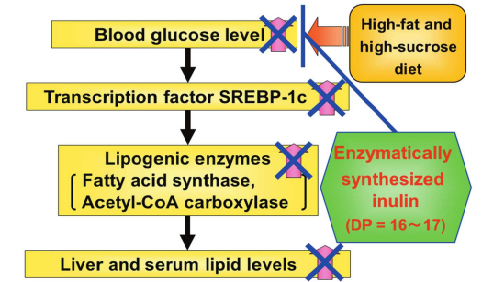 Blood glucose level
High-fat and
high-sucrose
diet
Transcription factor SREBP-1c
Lipogenic enzymes
[ Fatty acid synthase,
Acetyl-CoA carboxylase ]
Enzymatically
synthesized
inulin
(DP = 16～17)
Liver and serum lipid levels